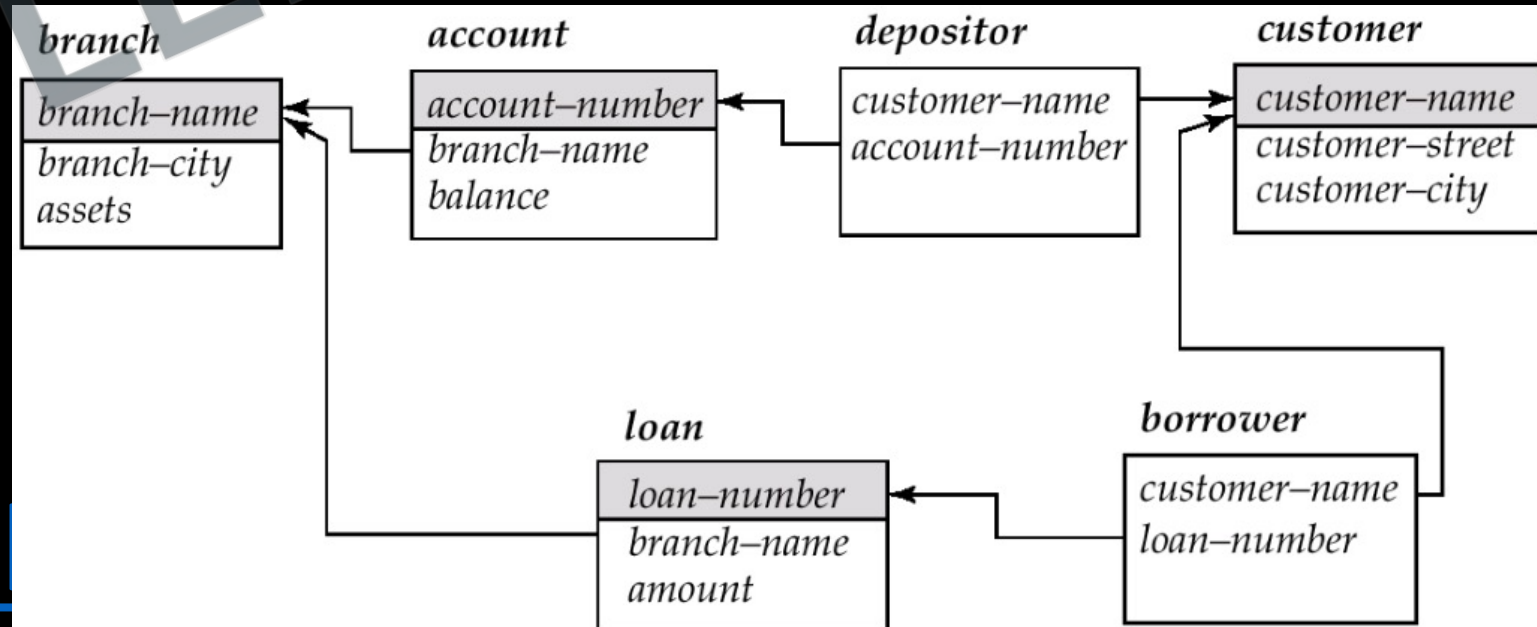 branch
branch–name
branch–city
assets
account
account–number
branch–name
balance
depositor
customer–name
account–number
customer
customer–name
customer–street
customer–city
loan
loan–number
branch–name
amount
borrower
customer–name
loan–number